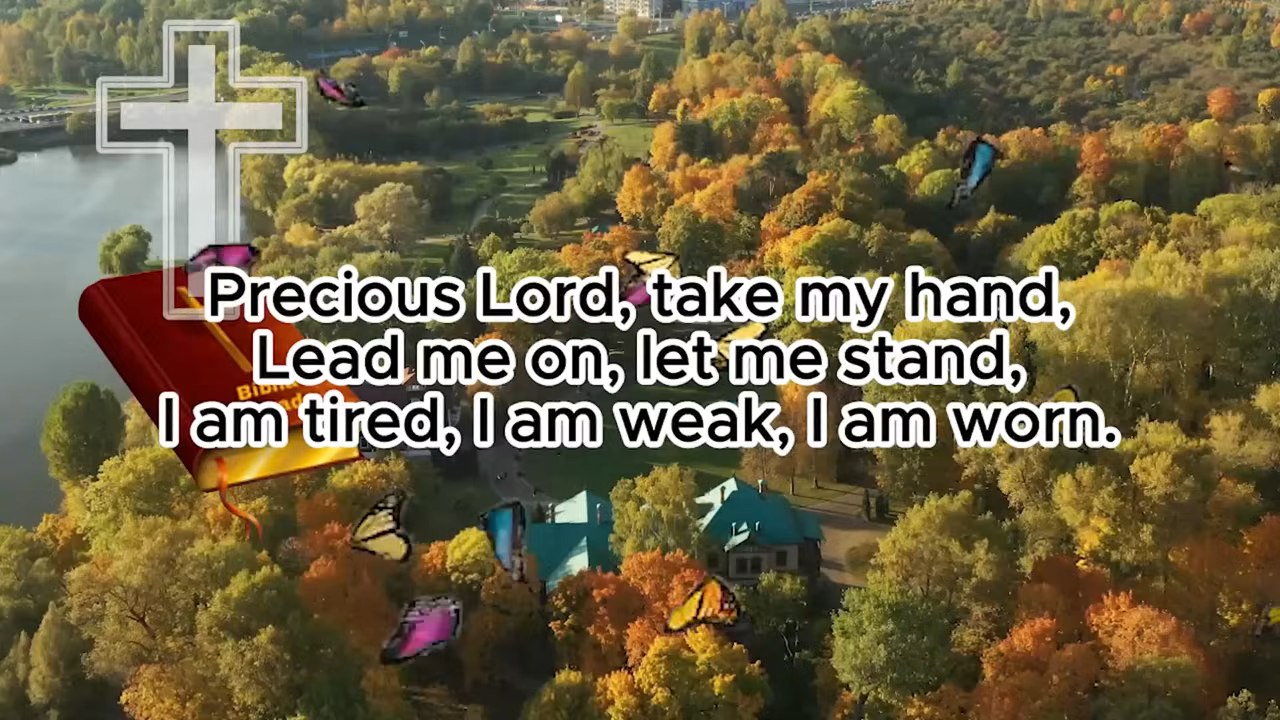 Precious Lord, take my hand,
Lead me on, let me stand,
I am tired, I am weak, I am worn.